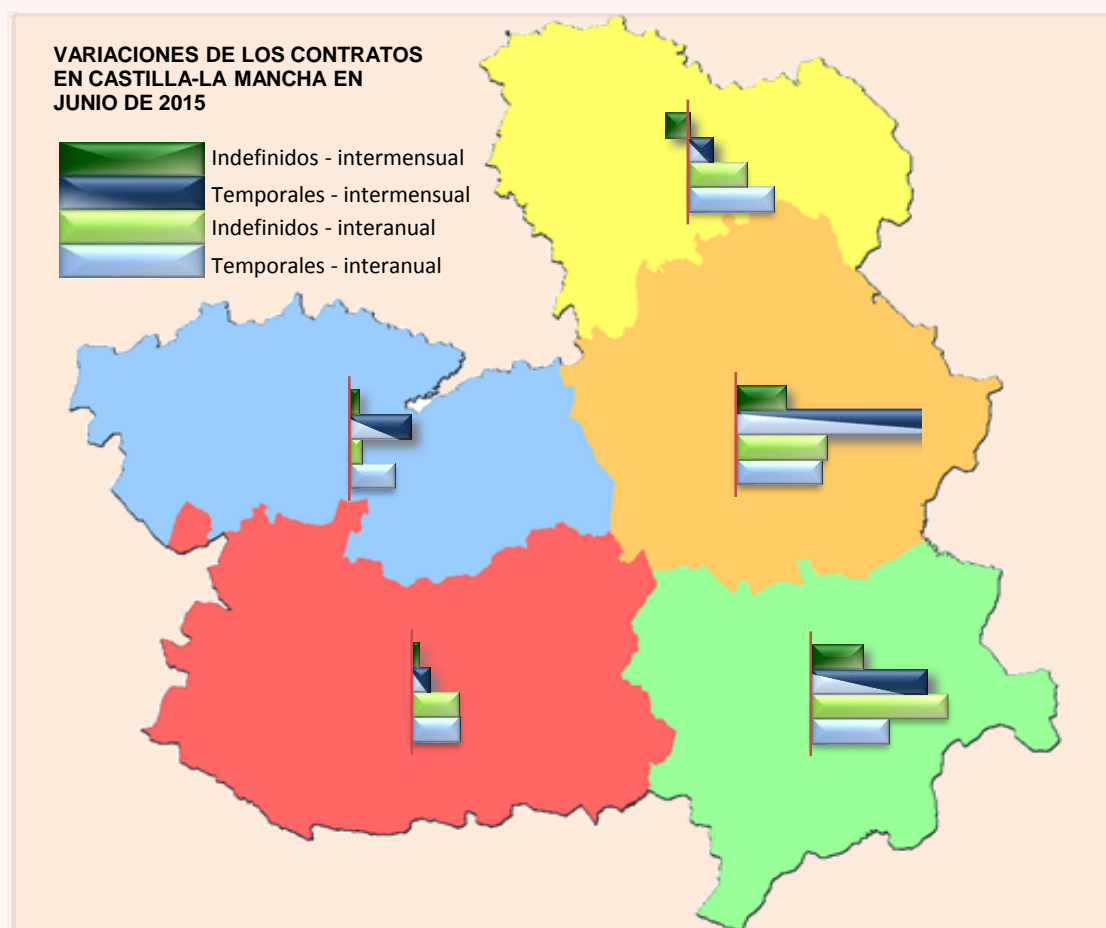 VARIACIONES DE LOS CONTRATOS
EN CASTILLA-LA MANCHA EN
JUNIO DE 2015
Indefinidos - intermensual
Temporales - intermensual
Indefinidos - interanual
Temporales - interanual